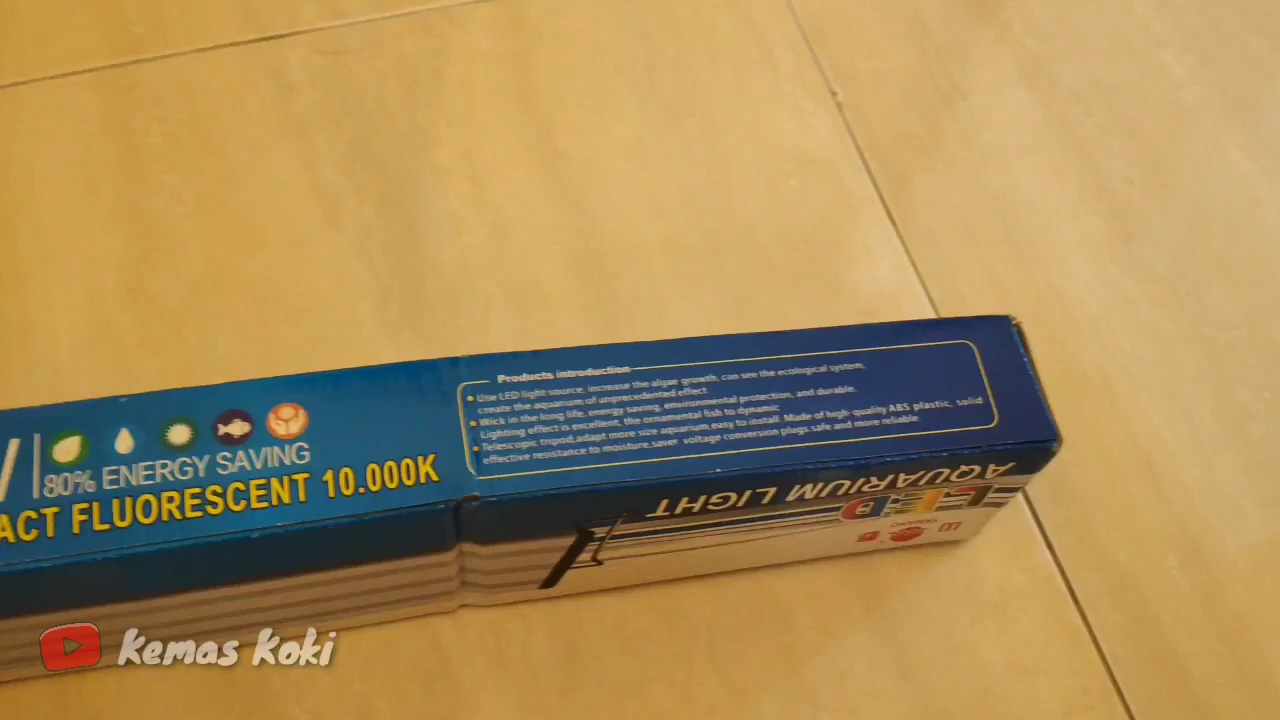 80% ENERGY SAVING
ACT FLUORESCENT 10.000K
Products introduction
Use LED light source, increase the algae growth, can see the ecological system,
create the aquarium of unprecedented effect
Wick in the long life, energy saving, environmental protection, and durable.
Lighting effect is excellent, the ornamental fish to dynamic
Telescopic tripod,adapt more size aquarium,easy to install. Made of high-quality ABS plastic, solid
effective resistance to moisture,saver voltage conversion plugs,safe and more reliable.
AQUARIUM LIGHT
LED
Kemas Koki